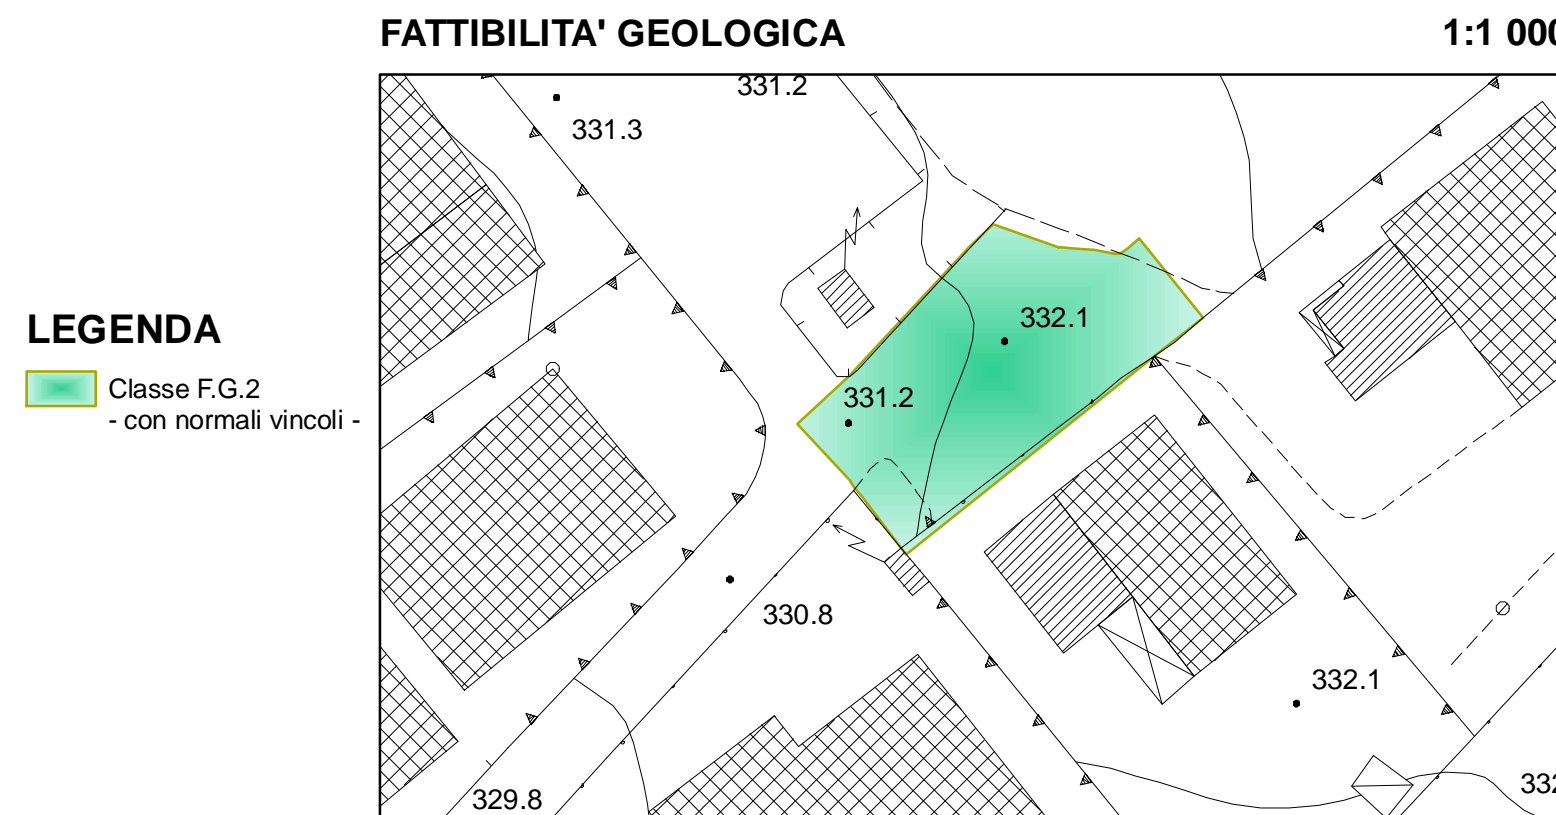 FATTIBILITA' GEOLOGICA
331.2
331.3
LEGENDA
332.1
Classe F.G.2
- con normali vincoli -
331.2
330.8
332.1
329.8